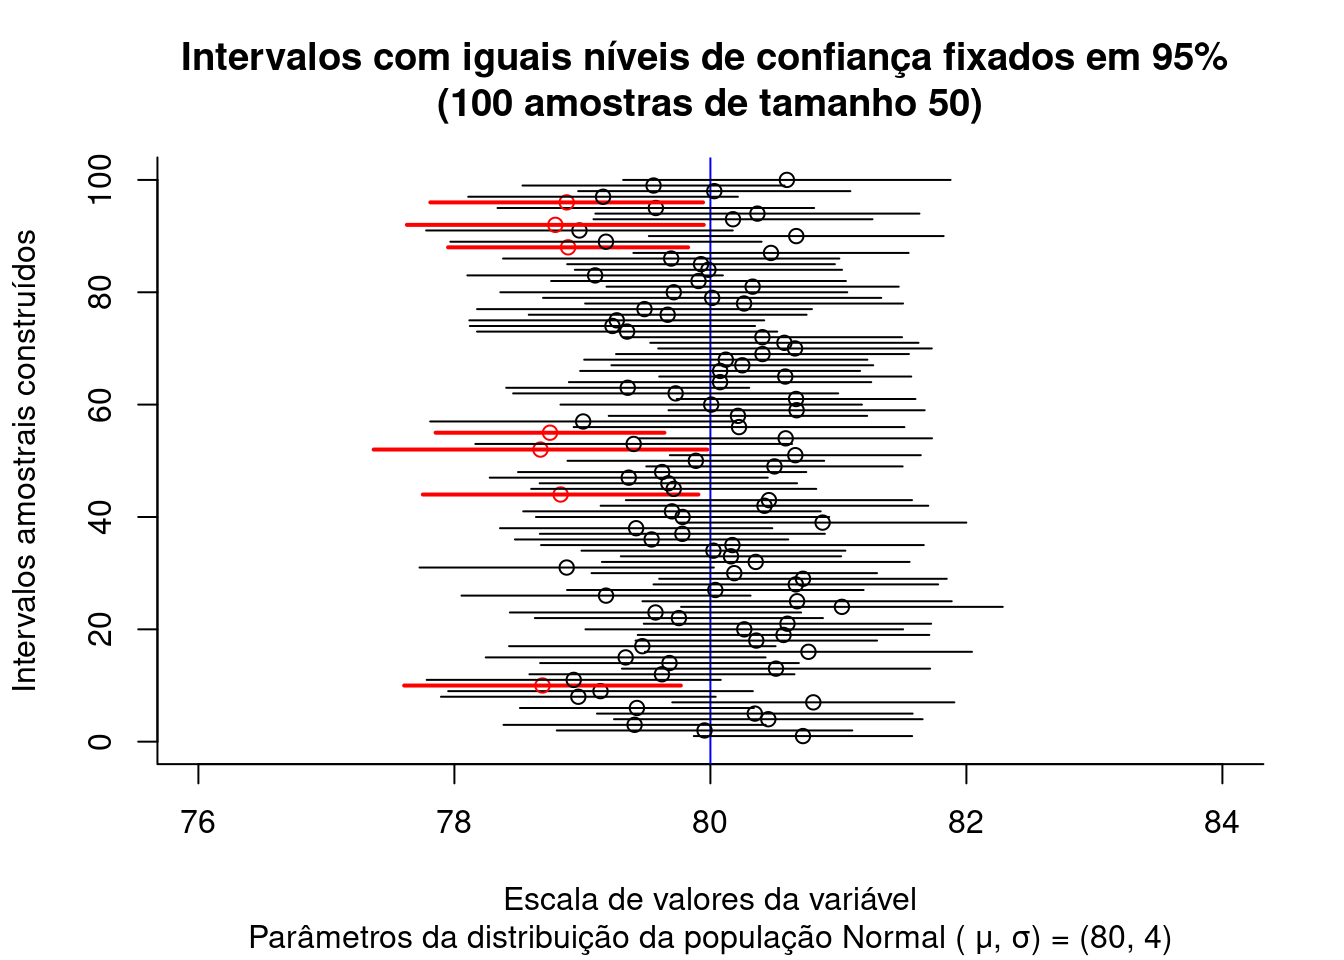 Intervalos com iguais níveis de confiança fixados em 95%
(100 amostras de tamanho 50)
Intervalos amostrais construídos
100
80
60
40
20
0
76 78 80 82 84
Escala de valores da variável
Parâmetros da distribuição da população Normal ( μ, σ) = (80, 4)